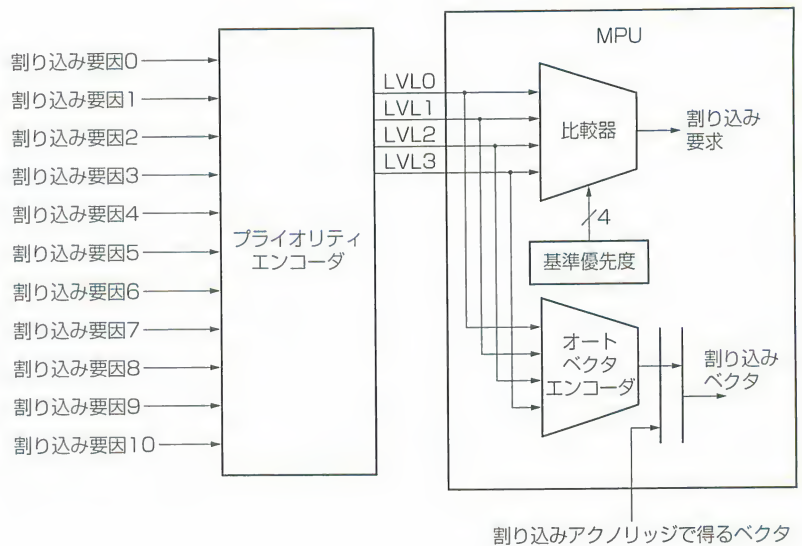 MPU
割り込み要因0
割り込み要因1
割り込み要因2
割り込み要因3
割り込み要因4
割り込み要因5
割り込み要因6
割り込み要因7
割り込み要因8
割り込み要因9
割り込み要因10
プライオリティ
エンコーダ
LVL0
LVL1
LVL2
LVL3
比較器
割り込み
要求
4
基準優先度
オート
ベクタ
エンコーダ
割り込み
ベクタ
割り込みアクノリッジで得るベクタ